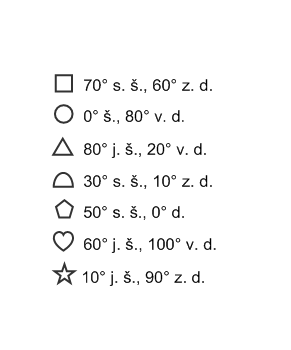 70° s. š., 60° z. d.
0° š., 80° v. d.
80° j. š., 20° v. d.
30° s. š., 10° z. d.
50° s. š., 0° d.
60° j. š., 100° v. d.
10° j. š., 90° z. d.